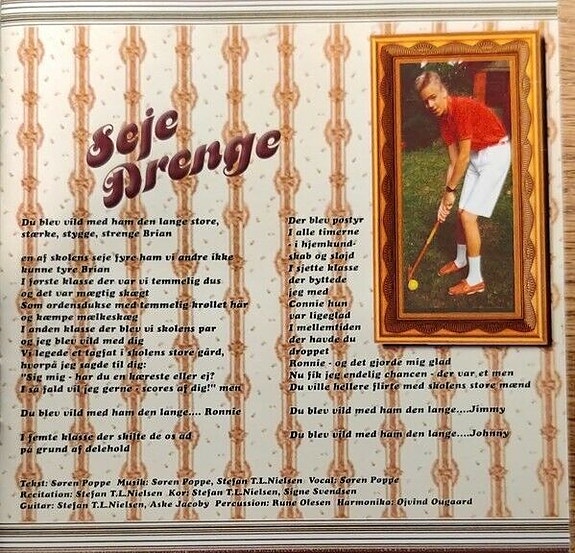 Seje
Drenge
Du blev vild med ham den lange store,
stærke, stygge, strenge Brian
en af skolens seje fyre ham vi andre ikke
kunne tyre Brian
I første klasse der var vi temmelig dus
og det var mægtig skægt
Som ordensdukse med temmelig krøllet hår
og kæmpe mælkeskæg
I anden klasse der blev vi skolens par
og jeg blev vild med dig
Vi legede et tagfat i skolens store gård,
hvorpå jeg sagde til dig:
"Sig mig - har du en kæreste eller ej?
I så fald vil jeg gerne - scores af dig!" men
Du blev vild med ham den lange.... Ronnie
I femte klasse der skilte de os ad
på grund af delehold
Der blev postyr
I alle timerne
- i hjemkund-
skab og sløjd
I sjette klasse
der byttede
jeg med
Connie hun
var ligeglad
I mellemtiden
der havde du
droppet
Ronnie - og det gjorde mig glad
Nu fik jeg endelig chancen - der var et men
Du ville hellere flirte med skolens store mænd
Du blev vild med ham den lange....Jimmy
Du blev vild med ham den lange....Johnny
Tekst: Søren Poppe Musik: Søren Poppe, Stefan T.L.Nielsen Vocal: Søren Poppe
Recitation: Stefan T.L.Nielsen Kor: Stefan T.L.Nielsen, Signe Svendsen
Guitar: Stefan T.L.Nielsen, Aske Jacoby Percussion: Rune Olesen Harmonika: Øjvind Ougaard